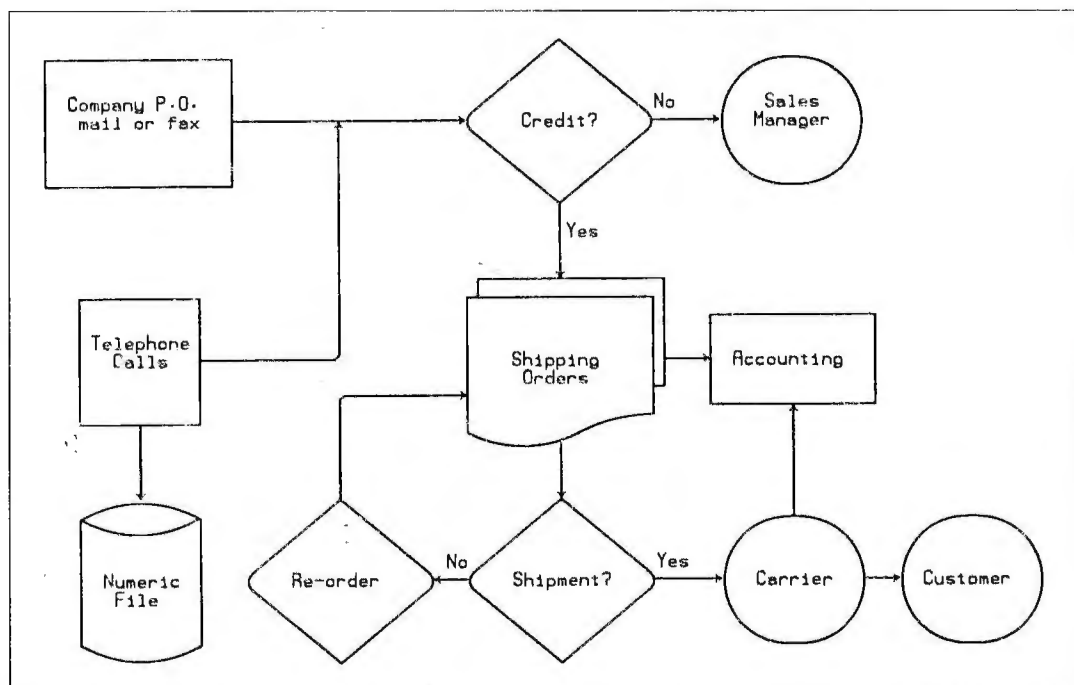 Company P.O.
mail or fax
Credit?
No
Sales
Manager
Yes
Telephone
Calls
Shipping
Orders
Accounting
Numeric
File
Re-order
No
Shipment?
Yes
Carrier
Customer